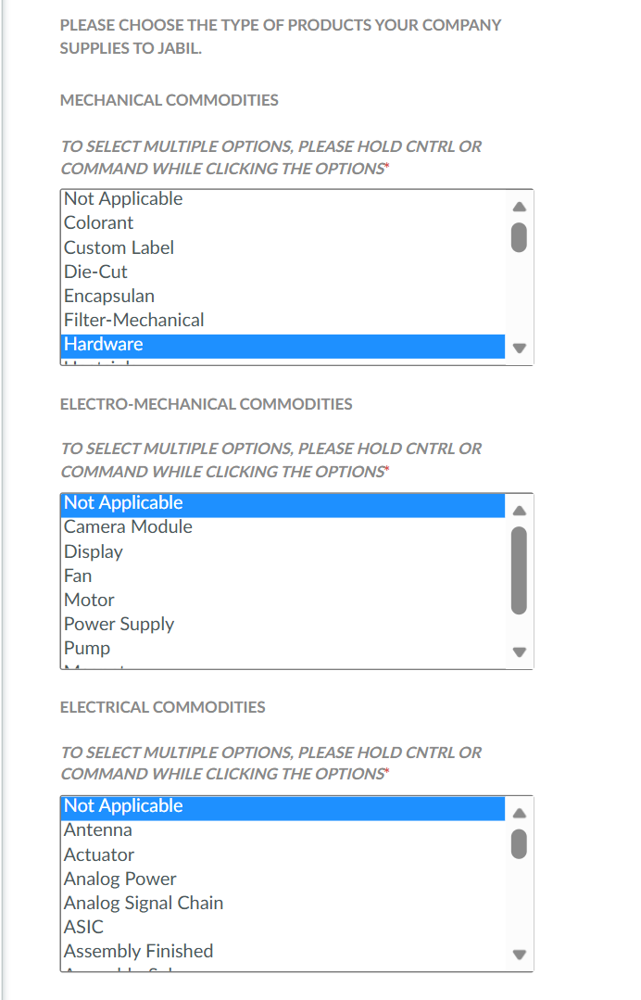 PLEASE CHOOSE THE TYPE OF PRODUCTS YOUR COMPANY
SUPPLIES TO JABIL.
MECHANICAL COMMODITIES
TO SELECT MULTIPLE OPTIONS, PLEASE HOLD CNTRL OR
COMMAND WHILE CLICKING THE OPTIONS*
Not Applicable
Colorant
Custom Label
Die-Cut
Encapsulan
Filter-Mechanical
Hardware
ELECTRO-MECHANICAL COMMODITIES
TO SELECT MULTIPLE OPTIONS, PLEASE HOLD CNTRL OR
COMMAND WHILE CLICKING THE OPTIONS*
Not Applicable
Camera Module
Display
Fan
Motor
Power Supply
Pump
ELECTRICAL COMMODITIES
TO SELECT MULTIPLE OPTIONS, PLEASE HOLD CNTRL OR
COMMAND WHILE CLICKING THE OPTIONS*
Not Applicable
Antenna
Actuator
Analog Power
Analog Signal Chain
ASIC
Assembly Finished